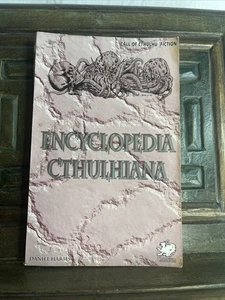 CALL OF CTHULHU FICTION
ENCYCLOPEDIA
CTHULHIANA
DANIEL HARMS